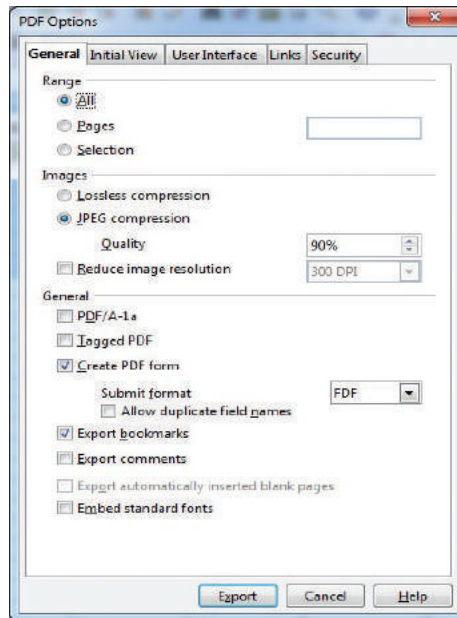 PDF Options
General Initial View User Interface Links Security
Range
All
Pages
Selection
Images
Lossless compression
JPEG compression
Quality 90%
Reduce image resolution 300 DPI
General
PDF/A-1a
Tagged PDF
Create PDF form
Submit format FDF
Allow duplicate field names
Export bookmarks
Export comments
Export automatically inserted blank pages
Embed standard fonts
Export Cancel Help